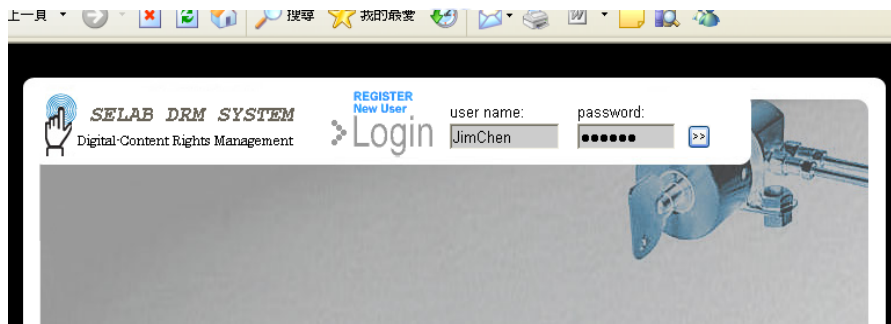 上一頁
搜尋
我的最愛
SELAB DRM SYSTEM
Digital-Content Rights Management
REGISTER
New User
>Login
user name:
password:
JimChen
●●●●●●
>>